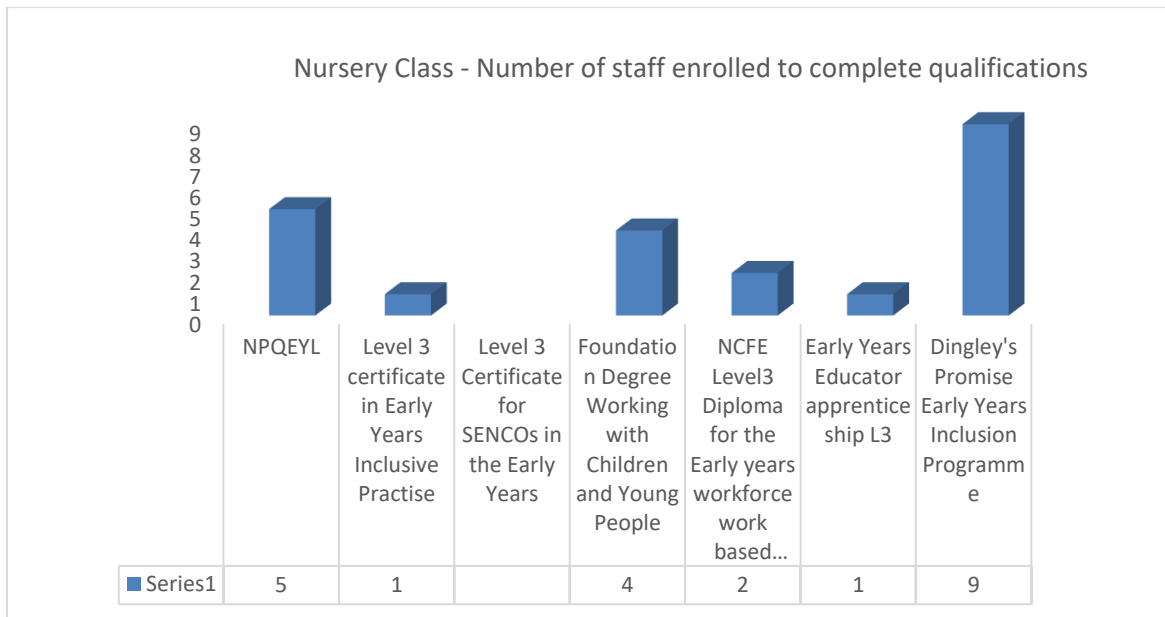 Nursery Class - Number of staff enrolled to complete qualifications
9
8
7
6
5
4
3
2
1
0
NPQEYL
Level 3
certificate
in Early
Years
Inclusive
Practise
Level 3
Certificate
for
SENCOs in
the Early
Years
Foundatio
n Degree
Working
with
Children
and Young
People
NCFE
Level3
Diploma
for the
Early years
workforce
work
based...
Early Years
Educator
apprentice
ship L3
Dingley's
Promise
Early Years
Inclusion
Programm
e
Series1 5 1 4 2 1 9